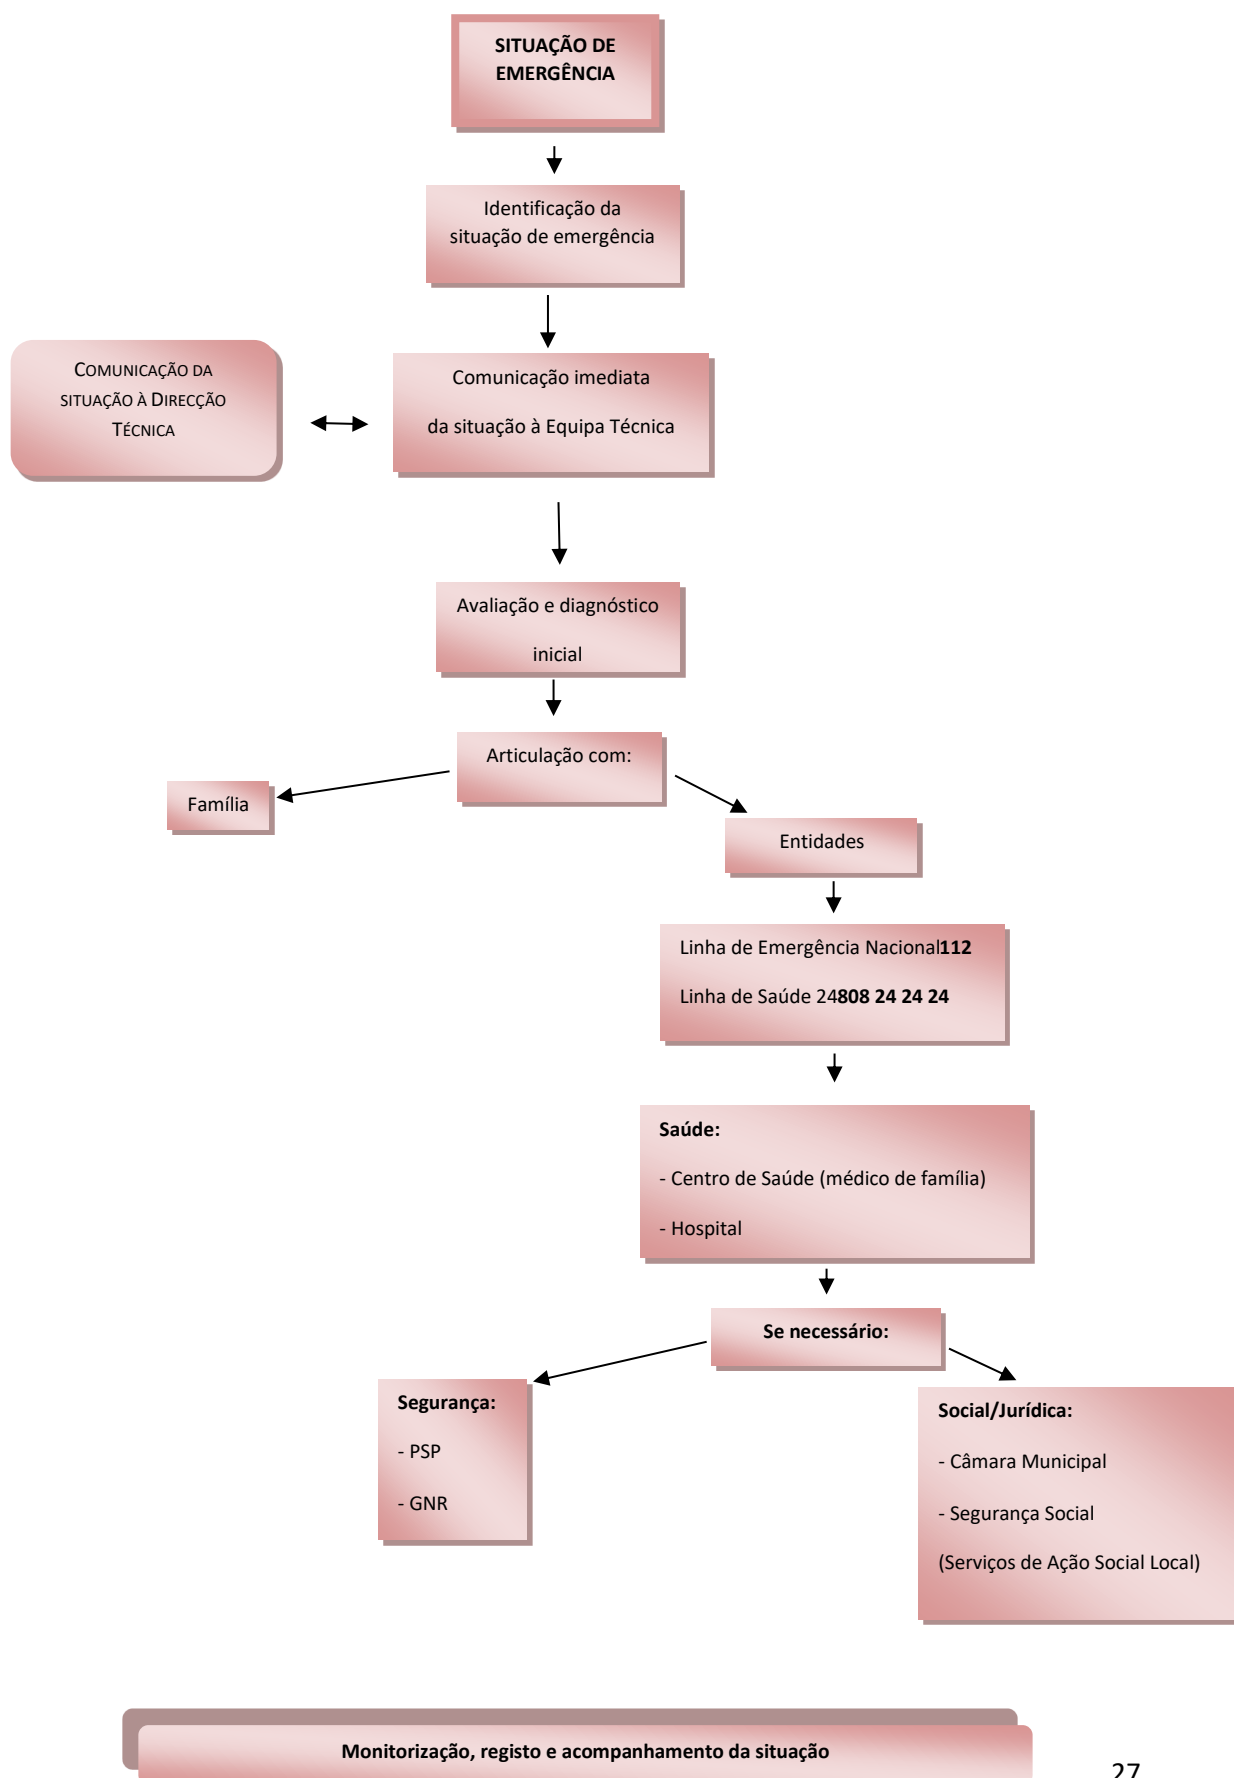 SITUAÇÃO DE
EMERGÊNCIA
Identificação da
situação de emergência
COMUNICAÇÃO DA
SITUAÇÃO À DIRECÇÃO
TÉCNICA
Comunicação imediata
da situação à Equipa Técnica
Avaliação e diagnóstico
inicial
Articulação com:
Família
Entidades
Linha de Emergência Nacional112
Linha de Saúde 24808 24 24 24
Saúde:
- Centro de Saúde (médico de família)
- Hospital
Se necessário:
Segurança:
- PSP
- GNR
Social/Jurídica:
- Câmara Municipal
- Segurança Social
(Serviços de Ação Social Local)
Monitorização, registo e acompanhamento da situação
27